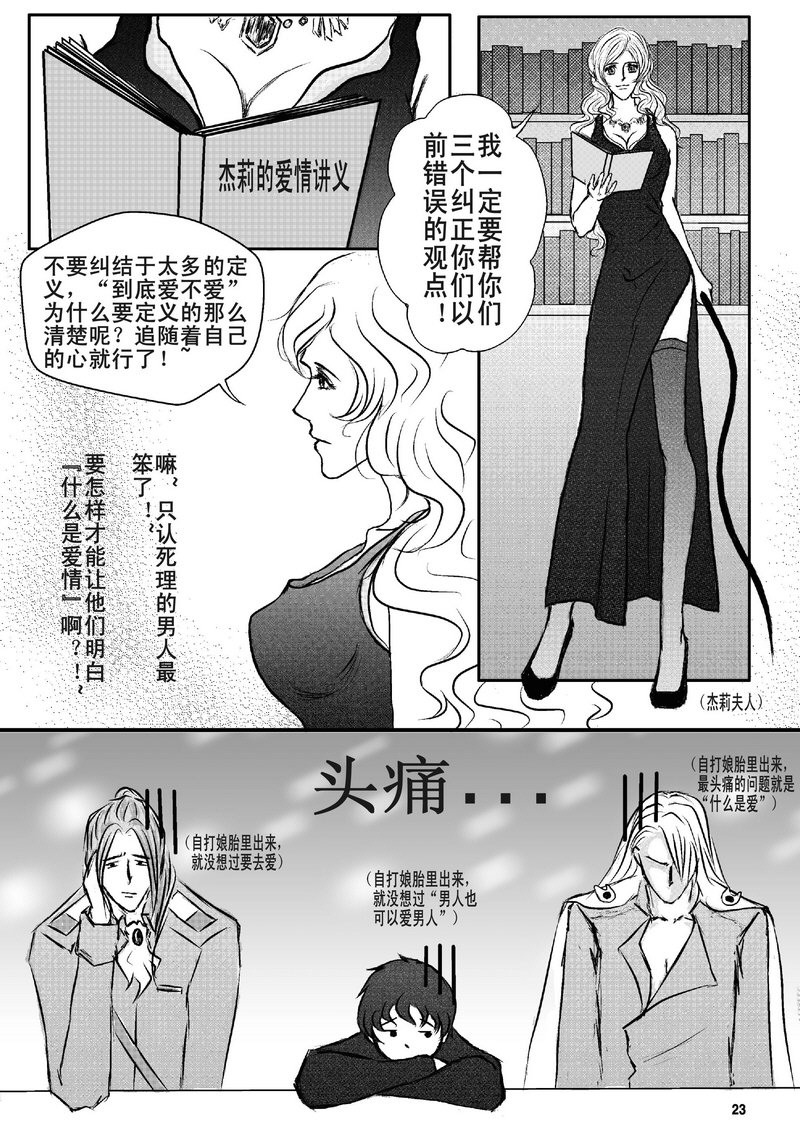 杰莉的爱情讲义
我一定要帮你们
三个纠正你们以
前错误的观点！
（杰莉夫人）
不要纠结于太多的定
义，“到底爱不爱”么
为什么要定义的那
清楚呢？追随着自己
的心就行了！~
嘛~只认死理的男人最
笨了！~
要怎样才能让他们明白
『什么是爱情』啊？！~
头痛...
（自打娘胎里出来，
就没想过要去爱）
（自打娘胎里出来，
就没想过“男人也
可以爱男人”）
（自打娘胎里出来，
最头痛的问题就是
“什么是爱”）
23